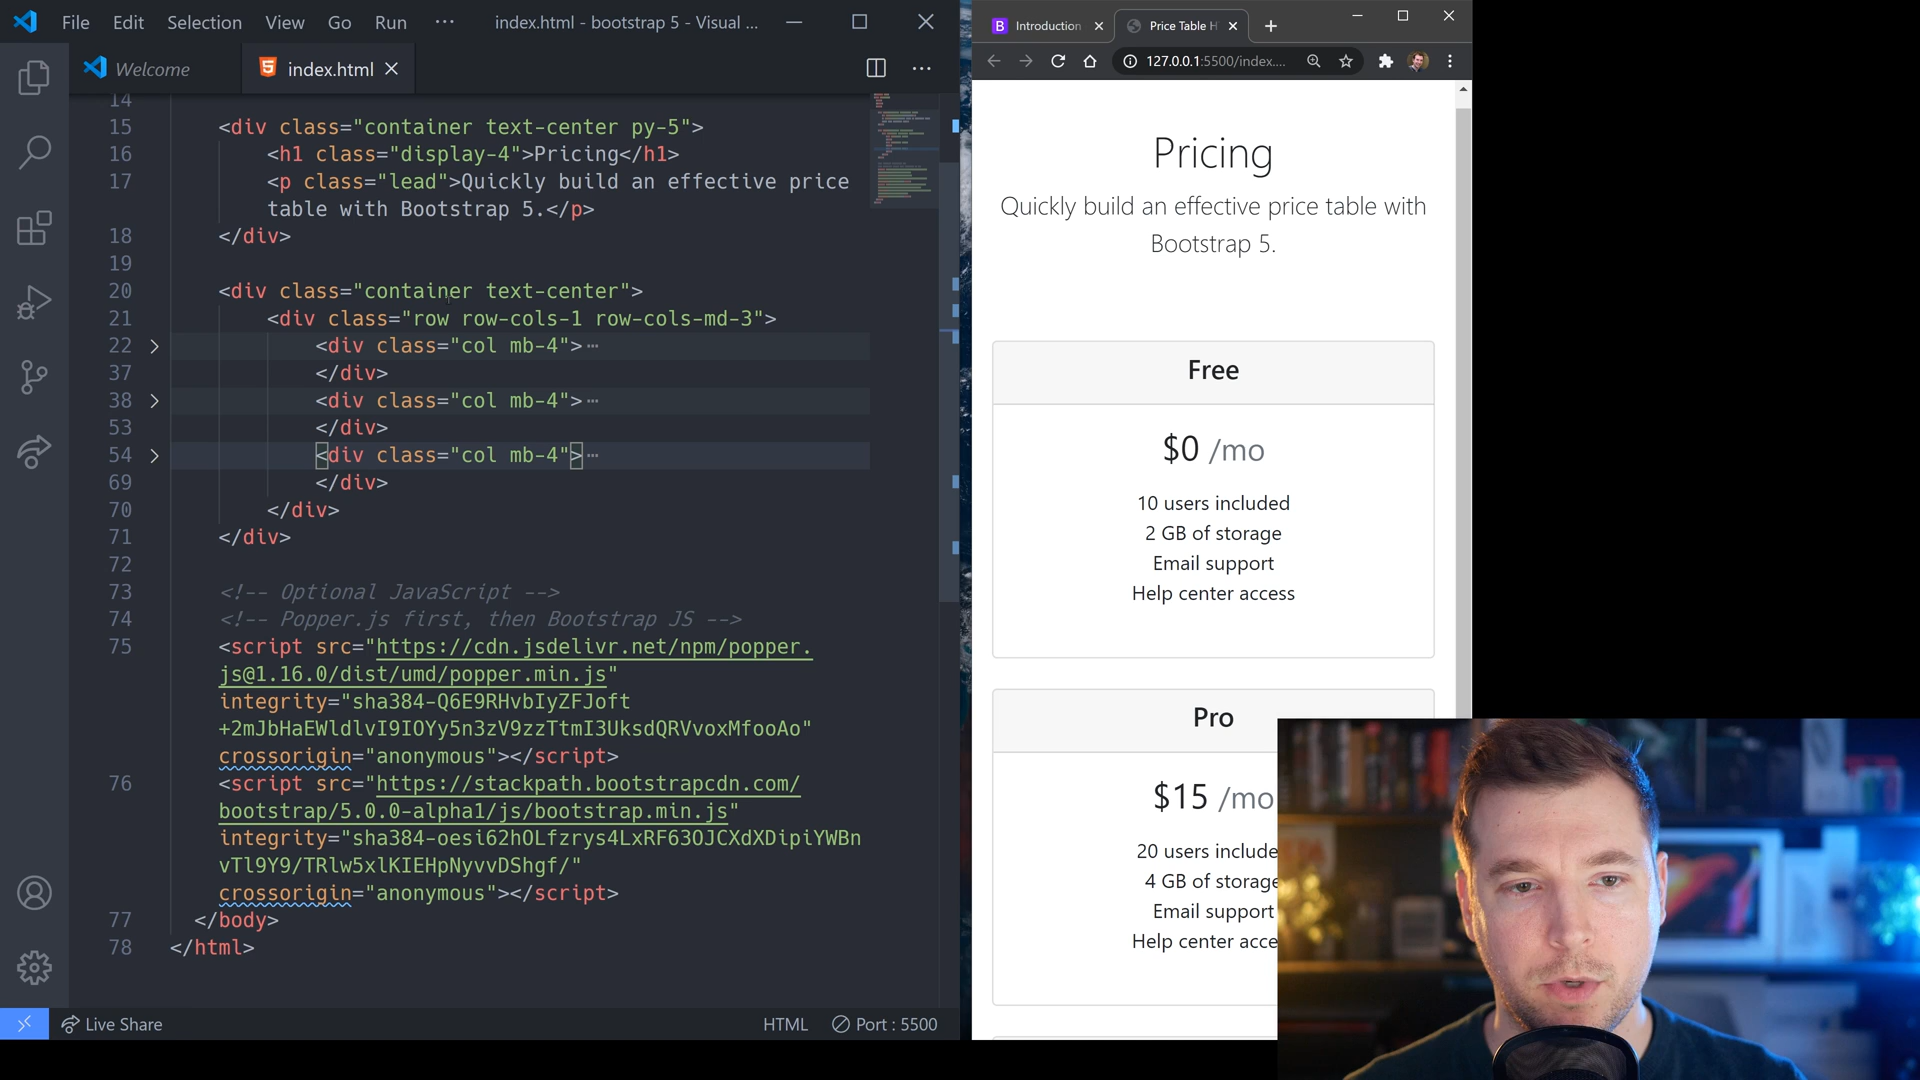 File Edit Selection View Go Run ··· index.html - bootstrap 5 - Visual ...
Welcome index.html
14
15 <div class="container text-center py-5">
16 <h1 class="display-4">Pricing</h1>
17 <p class="lead">Quickly build an effective price
table with Bootstrap 5.</p>
18 </div>
19
20 <div class="container text-center">
21 <div class="row row-cols-1 row-cols-md-3">
22 <div class="col mb-4">…
37 </div>
38 <div class="col mb-4">…
53 </div>
54 <div class="col mb-4">…
69 </div>
70 </div>
71 </div>
72
73 <!-- Optional JavaScript -->
74 <!-- Popper.js first, then Bootstrap JS -->
75 <script src="https://cdn.jsdelivr.net/npm/popper.
js@1.16.0/dist/umd/popper.min.js"
integrity="sha384-Q6E9RHvbIyZFJoft
+2mJbHaEWldlvI9IOYy5n3zV9zzTtmI3UksdQRVvoxMfooAo"
crossorigin="anonymous"></script>
76 <script src="https://stackpath.bootstrapcdn.com/
bootstrap/5.0.0-alpha1/js/bootstrap.min.js"
integrity="sha384-oesi62hOLfzrys4LxRF63OJCXdXDipiYWBn
vTl9Y9/TRlw5xlKIEHpNyvvDShgf/"
crossorigin="anonymous"></script>
77 </body>
78 </html>
Live Share HTML Port : 5500
B Introduction Price Table H
127.0.0.1:5500/index....
Pricing
Quickly build an effective price table with
Bootstrap 5.
Free
$0 /mo
10 users included
2 GB of storage
Email support
Help center access
Pro
$15 /mo
20 users include
4 GB of storage
Email support
Help center acce